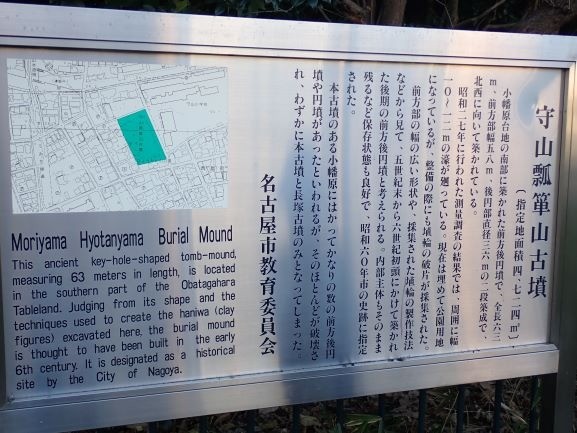 守山瓢箪山古墳
〔指定地面積四、七二四㎡〕
小幡原台地の南部に築かれた前方後円墳で、全長六三
ｍ、前方部幅五八ｍ、後円部直径三六ｍの二段築成で、
北西に向いて築かれている。
昭和二七年に行われた測量調査の結果では、周囲に幅
一〇～一二ｍの濠が廻っている。現在は埋めて公園用地
になっているが、整備の際にも埴輪の破片が採集された。
前方部の幅の広い形状や、採集された埴輪の製作技法
などから見て、五世紀末から六世紀初頭にかけて築かれ
た後期の前方後円墳と考えられる。内部主体もそのまま
残るなど保存状態も良好で、昭和六〇年市の史跡に指定
された。
本古墳のある小幡原にはかつてかなりの数の前方後円
墳や円墳があったといわれるが、そのほとんどが破壊さ
れ、わずかに本古墳と長塚古墳のみとなってしまった。
名古屋市教育委員会
Moriyama Hyotanyama Burial Mound
This ancient key-hole-shaped tomb-mound,
measuring 63 meters in length, is located
in the southern part of the Obatagahara
Tableland. Judging from its shape and the
techniques used to create the haniwa (clay
figures) excavated here, the burial mound
is thought to have been built in the early
6th century. It is designated as a historical
site by the City of Nagoya.